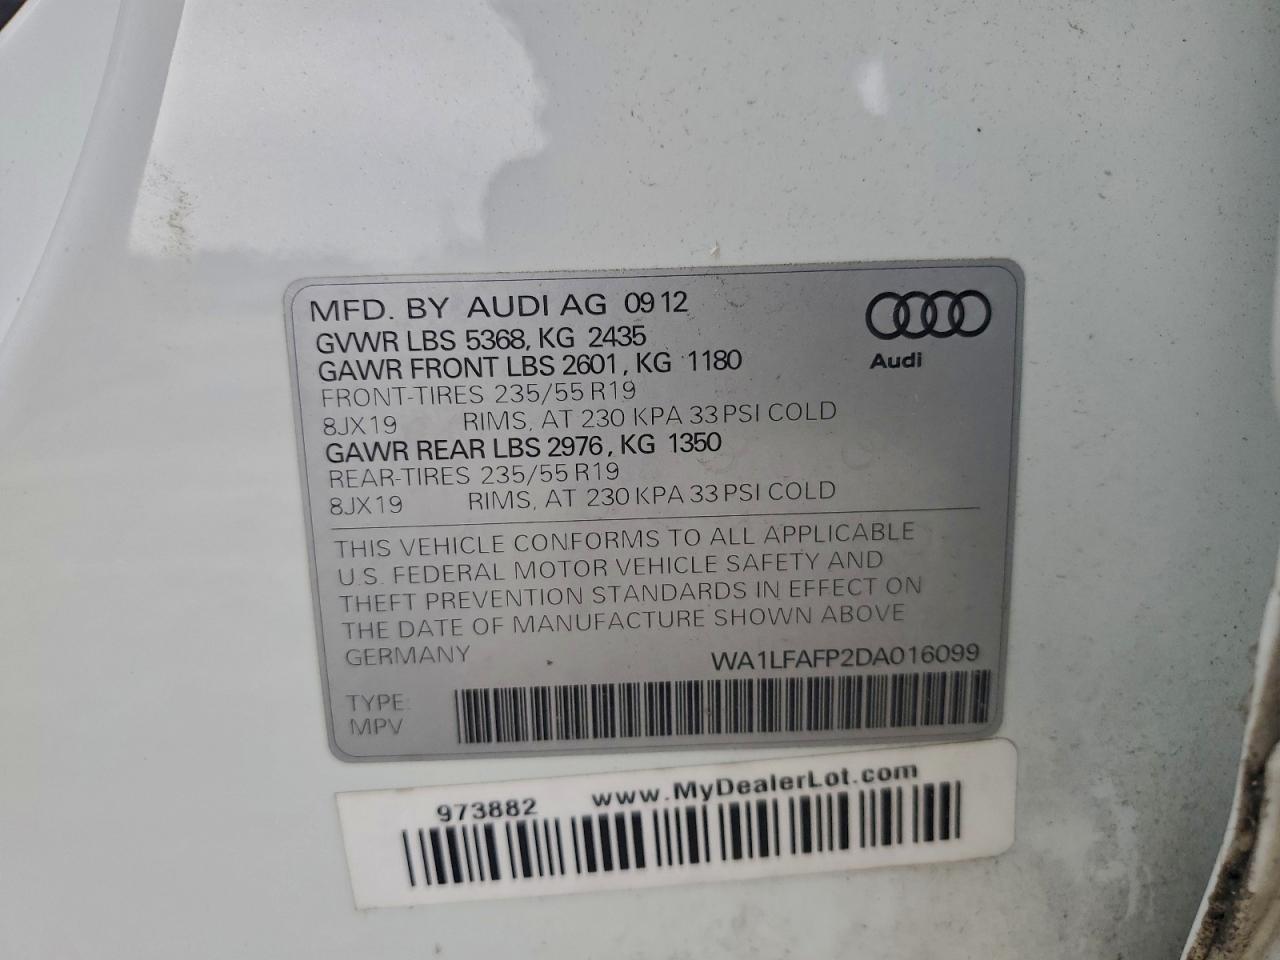 MFD. BY AUDI AG 09 12
GVWR LBS 5368, KG 2435
GAWR FRONT LBS 2601, KG 1180
FRONT-TIRES 235/55 R19
8JX19 RIMS, AT 230 KPA 33 PSI COLD
GAWR REAR LBS 2976, KG 1350
REAR-TIRES 235/55 R19
8JX19 RIMS, AT 230 KPA 33 PSI COLD
Audi
THIS VEHICLE CONFORMS TO ALL APPLICABLE
U.S. FEDERAL MOTOR VEHICLE SAFETY AND
THEFT PREVENTION STANDARDS IN EFFECT ON
THE DATE OF MANUFACTURE SHOWN ABOVE
GERMANY WA1LFAFP2DA016099
TYPE:
MPV
973882 www.MyDealerLot.com